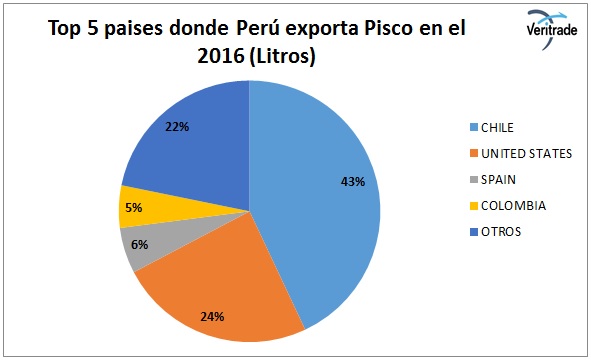 Top 5 paises donde Perú exporta Pisco en el
2016 (Litros)
Veritrade
22%
43%
5%
6%
24%
CHILE
UNITED STATES
SPAIN
COLOMBIA
OTROS